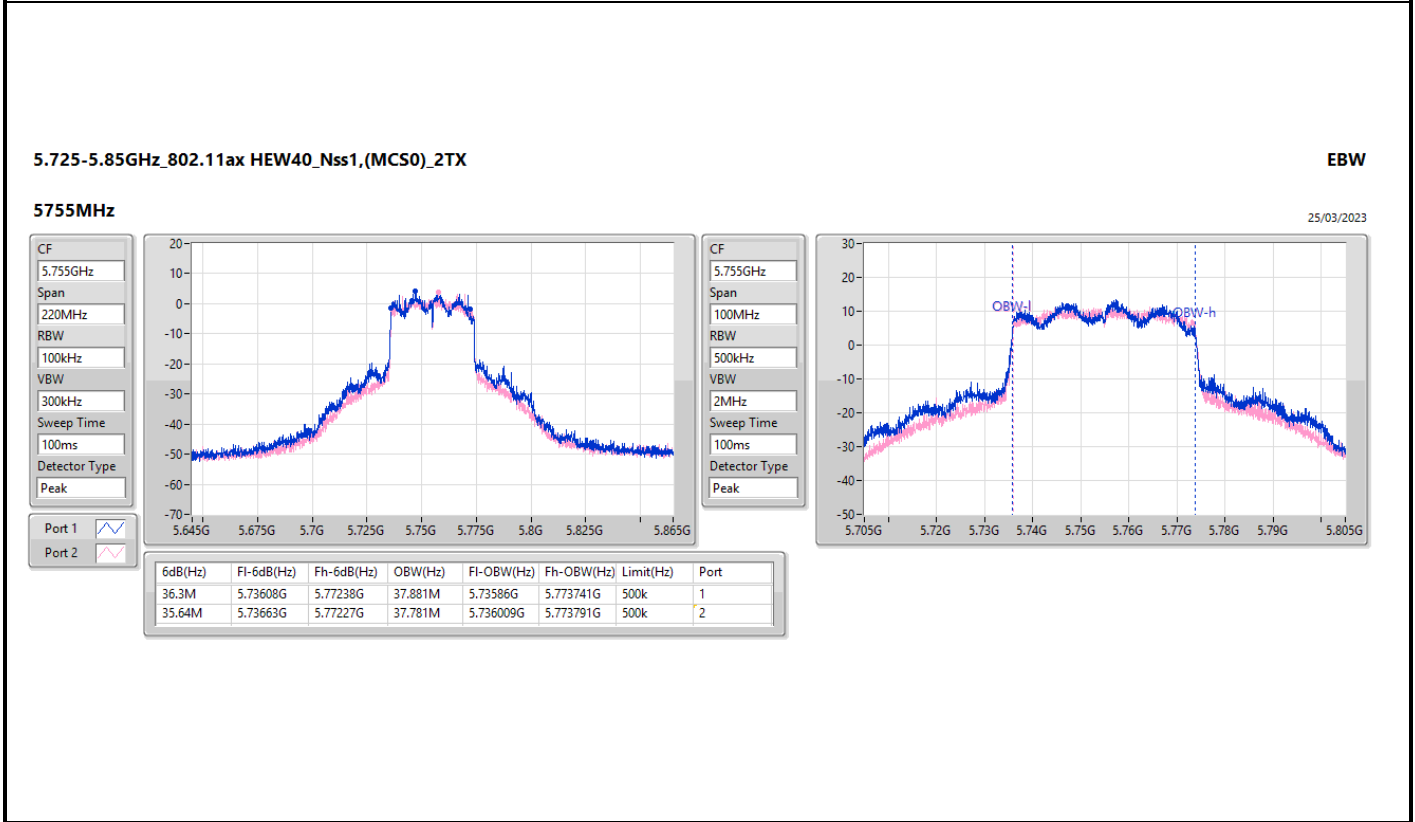 5.725-5.85GHz_802.11ax HEW40_Nss1,(MCS0)_2TX EBW
5755MHz 25/03/2023
CF
5.755GHz
Span
220MHz
RBW
100kHz
VBW
300kHz
Sweep Time
100ms
Detector Type
Peak
Port 1
Port 2
20
10
0
-10
-20
-30
-40
-50
-60
-70
5.645G 5.675G 5.7G 5.725G 5.75G 5.775G 5.8G 5.825G 5.865G
CF
5.755GHz
Span
100MHz
RBW
500kHz
VBW
2MHz
Sweep Time
100ms
Detector Type
Peak
30
20
10
0
-10
-20
-30
-40
-50
OBW-l OBW-h
5.705G 5.72G 5.73G 5.74G 5.75G 5.76G 5.77G 5.78G 5.79G 5.805G
6dB(Hz) Fl-6dB(Hz) Fh-6dB(Hz) OBW(Hz) Fl-OBW(Hz) Fh-OBW(Hz) Limit(Hz) Port
36.3M 5.73608G 5.77238G 37.881M 5.73586G 5.773741G 500k 1
35.64M 5.73663G 5.77227G 37.781M 5.736009G 5.773791G 500k 2